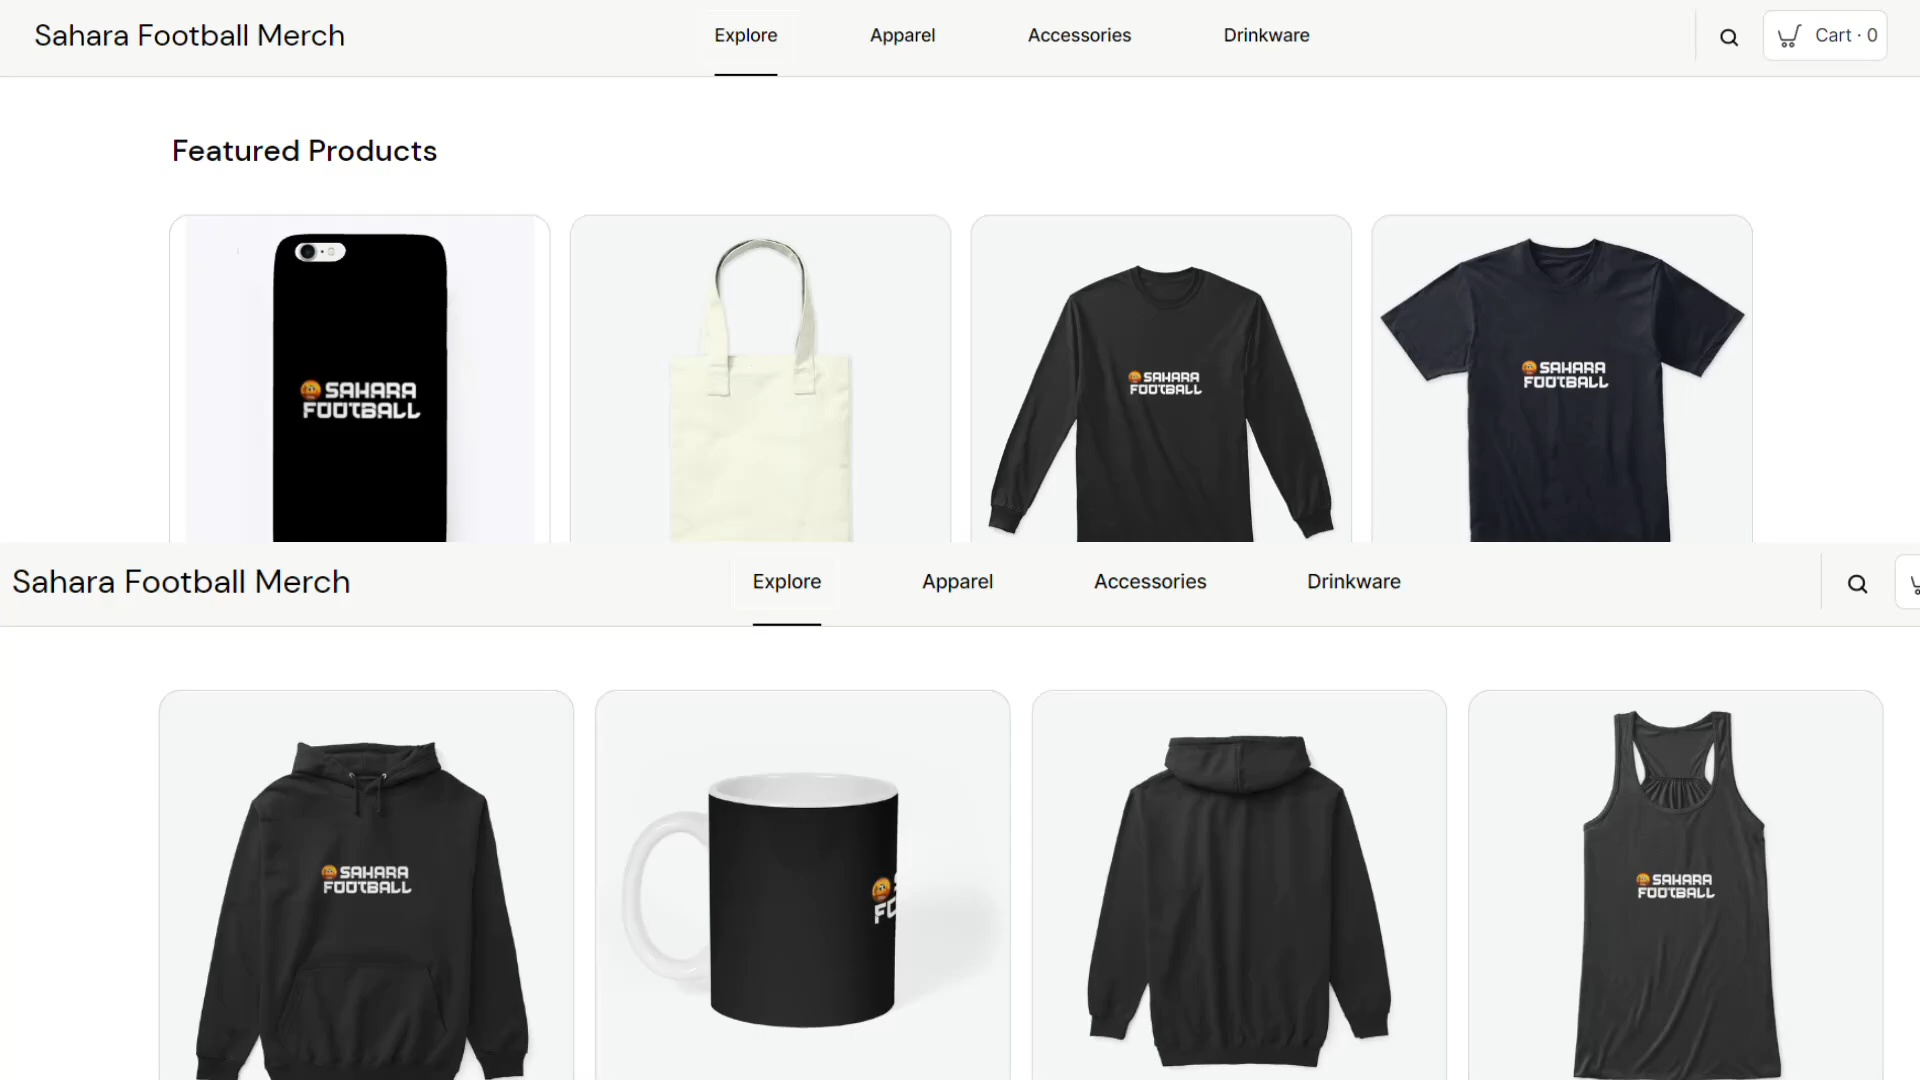 Sahara Football Merch
Explore
Apparel
Accessories
Drinkware
Cart · 0
Featured Products
SAHARA
FOOTBALL
SAHARA
FOOTBALL
SAHARA
FOOTBALL
Sahara Football Merch
Explore
Apparel
Accessories
Drinkware
SAHARA
FOOTBALL
SAHARA
FOOTBALL